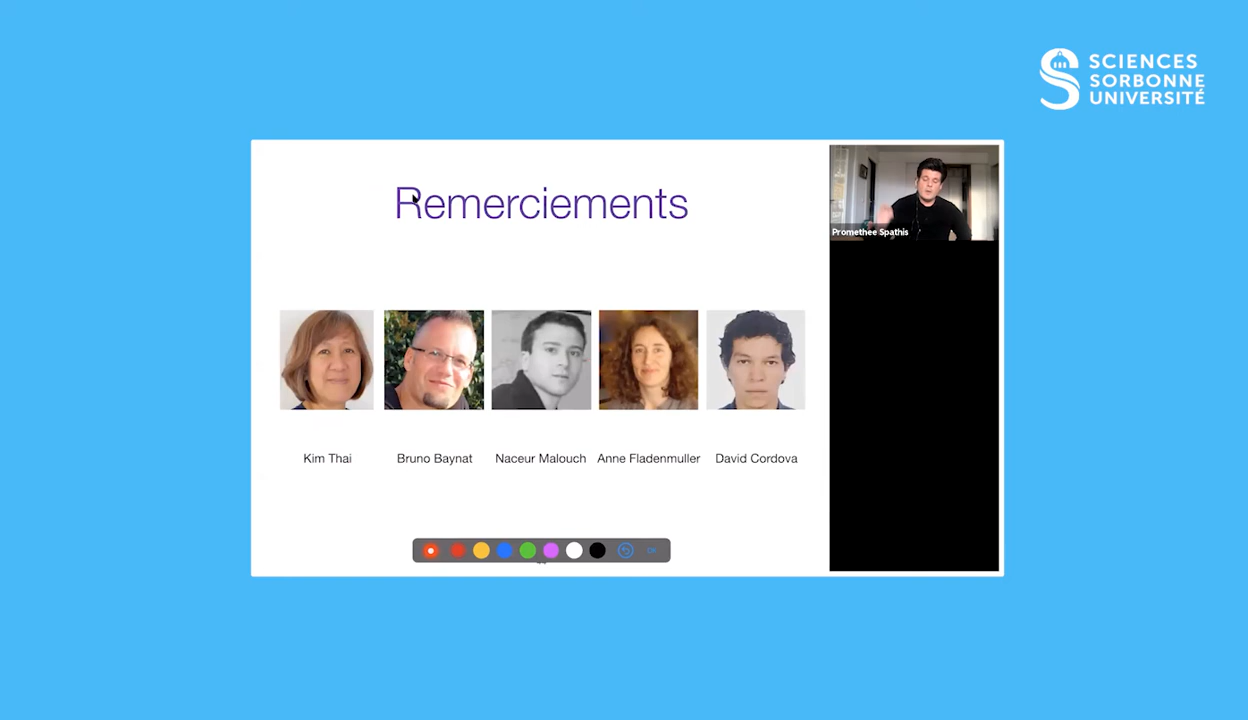 SCIENCES
SORBONNE
UNIVERSITÉ
Remerciements
Promethee Spathis
Kim Thai
Bruno Baynat
Naceur Malouch
Anne Fladenmuller
David Cordova